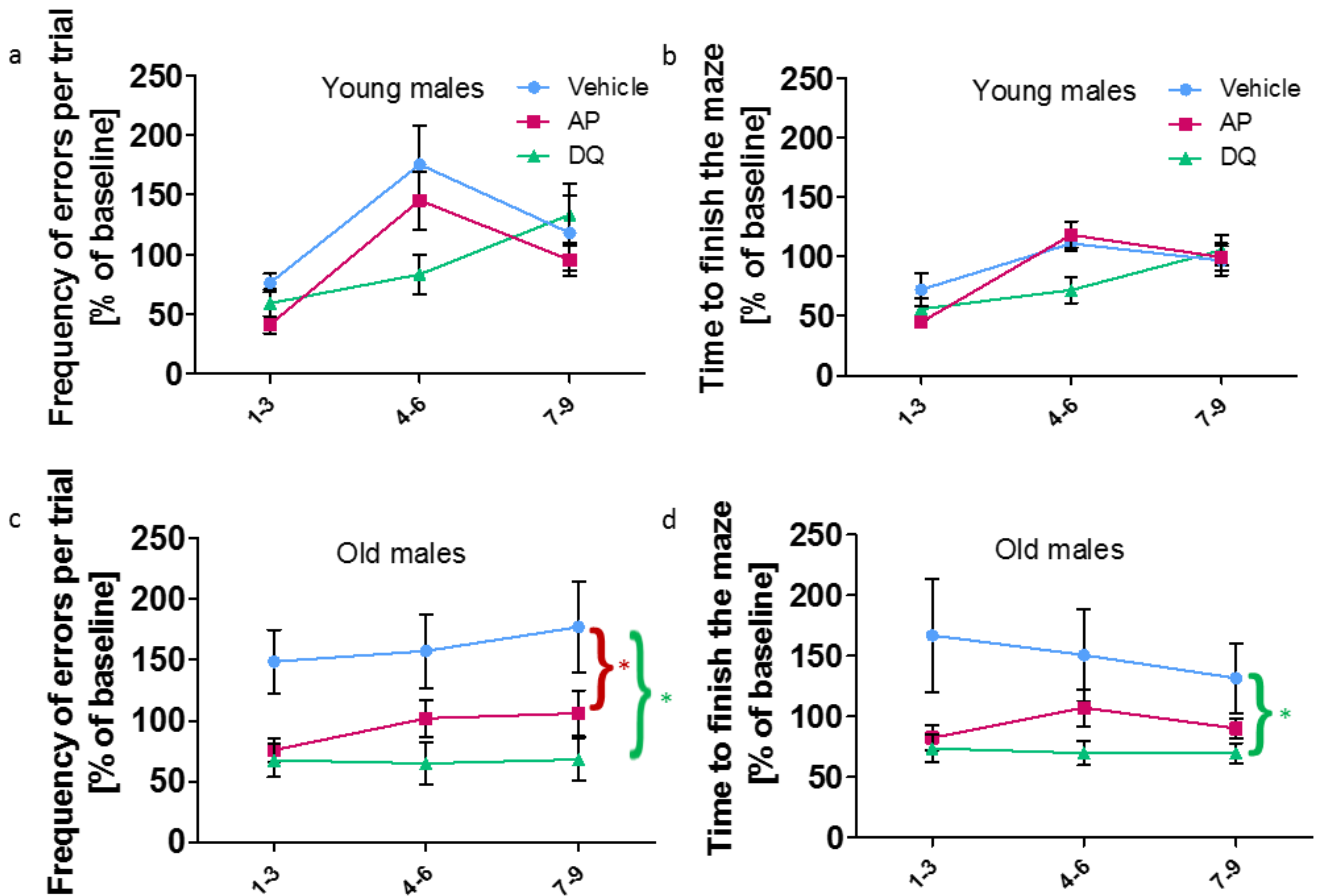 a
Frequency of errors per trial
[% of baseline]
250
200
150
100
50
0
Young males
Vehicle
AP
DQ
1-3
4-6
7-9
b
Time to finish the maze
[% of baseline]
250
200
150
100
50
0
Young males
Vehicle
AP
DQ
1-3
4-6
7-9
c
Frequency of errors per trial
[% of baseline]
250
200
150
100
50
0
Old males
*
*
1-3
4-6
7-9
d
Time to finish the maze
[% of baseline]
250
200
150
100
50
0
Old males
*
1-3
4-6
7-9